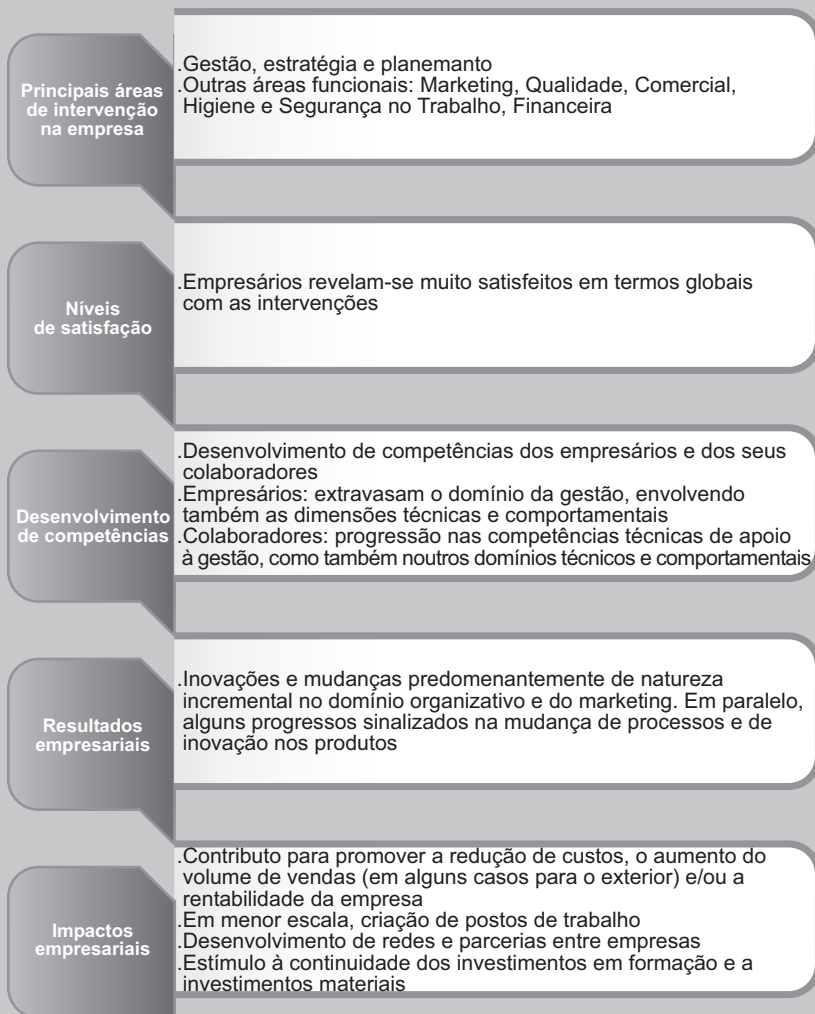 Principais áreas
de intervenção
na empresa
.Gestão, estratégia e planemanto
.Outras áreas funcionais: Marketing, Qualidade, Comercial,
Higiene e Segurança no Trabalho, Financeira
Níveis
de satisfação
.Empresários revelam-se muito satisfeitos em termos globais
com as intervenções
Desenvolvimento
de competências
.Desenvolvimento de competências dos empresários e dos seus
colaboradores
.Empresários: extravasam o domínio da gestão, envolvendo
também as dimensões técnicas e comportamentais
.Colaboradores: progressão nas competências técnicas de apoio
à gestão, como também noutros domínios técnicos e comportamentais
Resultados
empresariais
.Inovações e mudanças predomenantemente de natureza
incremental no domínio organizativo e do marketing. Em paralelo,
alguns progressos sinalizados na mudança de processos e de
inovação nos produtos
Impactos
empresariais
.Contributo para promover a redução de custos, o aumento do
volume de vendas (em alguns casos para o exterior) e/ou a
rentabilidade da empresa
.Em menor escala, criação de postos de trabalho
.Desenvolvimento de redes e parcerias entre empresas
.Estímulo à continuidade dos investimentos em formação e a
investimentos materiais